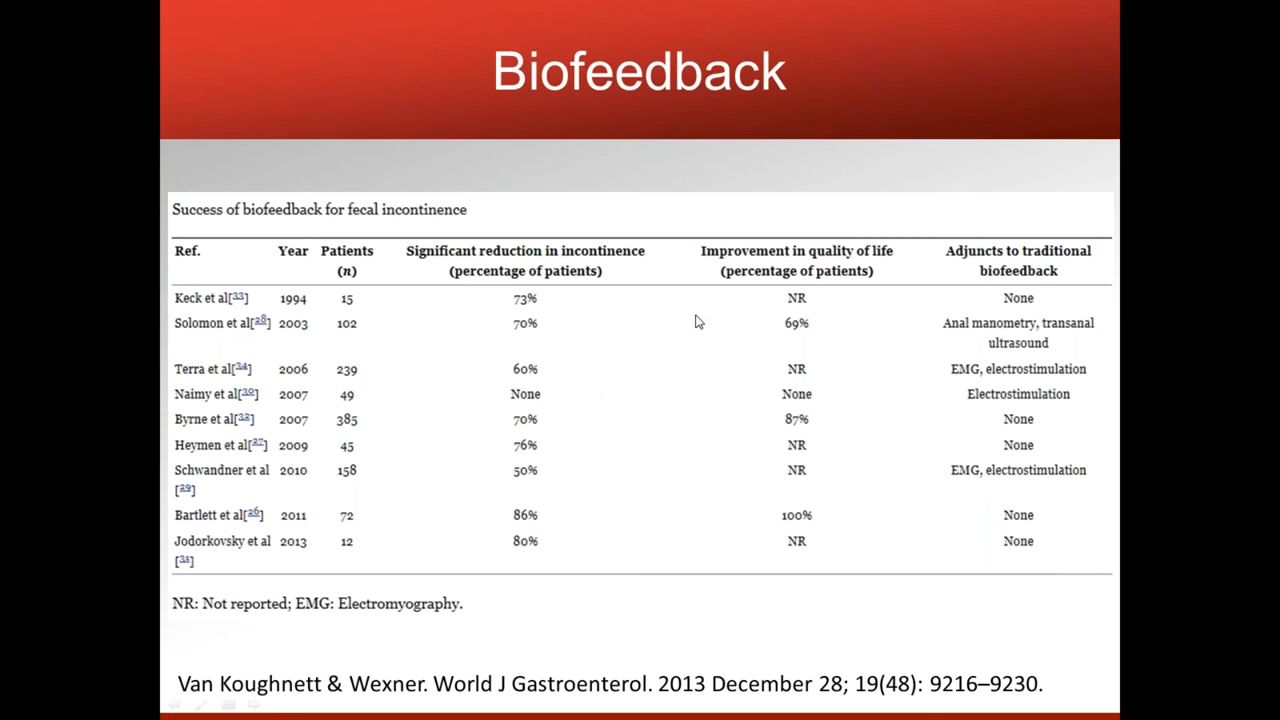 Biofeedback
Success of biofeedback for fecal incontinence
Ref. Year Patients (n) Significant reduction in incontinence (percentage of patients) Improvement in quality of life (percentage of patients) Adjuncts to traditional biofeedback
Keck et al[33] 1994 15 73% NR None
Solomon et al[28] 2003 102 70% 69% Anal manometry, transanal ultrasound
Terra et al[34] 2006 239 60% NR EMG, electrostimulation
Naimy et al[30] 2007 49 None None Electrostimulation
Byrne et al[32] 2007 385 70% 87% None
Heymen et al[27] 2009 45 76% NR None
Schwandner et al [29] 2010 158 50% NR EMG, electrostimulation
Bartlett et al[26] 2011 72 86% 100% None
Jodorkovsky et al [31] 2013 12 80% NR None
NR: Not reported; EMG: Electromyography.
Van Koughnett & Wexner. World J Gastroenterol. 2013 December 28; 19(48): 9216–9230.